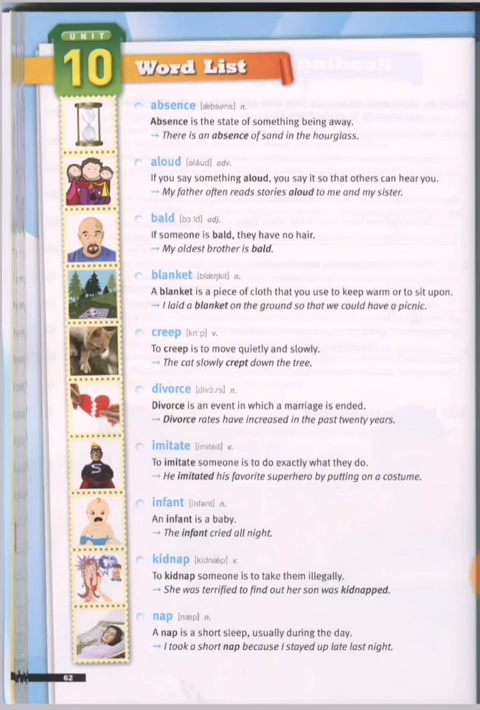 UNIT
10
Word List
absence [ǽbsəns] n.
Absence is the state of something being away.
→ There is an absence of sand in the hourglass.
aloud [əláud] adv.
If you say something aloud, you say it so that others can hear you.
→ My father often reads stories aloud to me and my sister.
bald [bɔːld] adj.
If someone is bald, they have no hair.
→ My oldest brother is bald.
blanket [blǽŋkit] n.
A blanket is a piece of cloth that you use to keep warm or to sit upon.
→ I laid a blanket on the ground so that we could have a picnic.
creep [kriːp] v.
To creep is to move quietly and slowly.
→ The cat slowly crept down the tree.
divorce [divɔ́ːrs] n.
Divorce is an event in which a marriage is ended.
→ Divorce rates have increased in the past twenty years.
imitate [ímitèit] v.
To imitate someone is to do exactly what they do.
→ He imitated his favorite superhero by putting on a costume.
infant [ínfənt] n.
An infant is a baby.
→ The infant cried all night.
kidnap [kídnæp] v.
To kidnap someone is to take them illegally.
→ She was terrified to find out her son was kidnapped.
nap [næp] n.
A nap is a short sleep, usually during the day.
→ I took a short nap because I stayed up late last night.
62